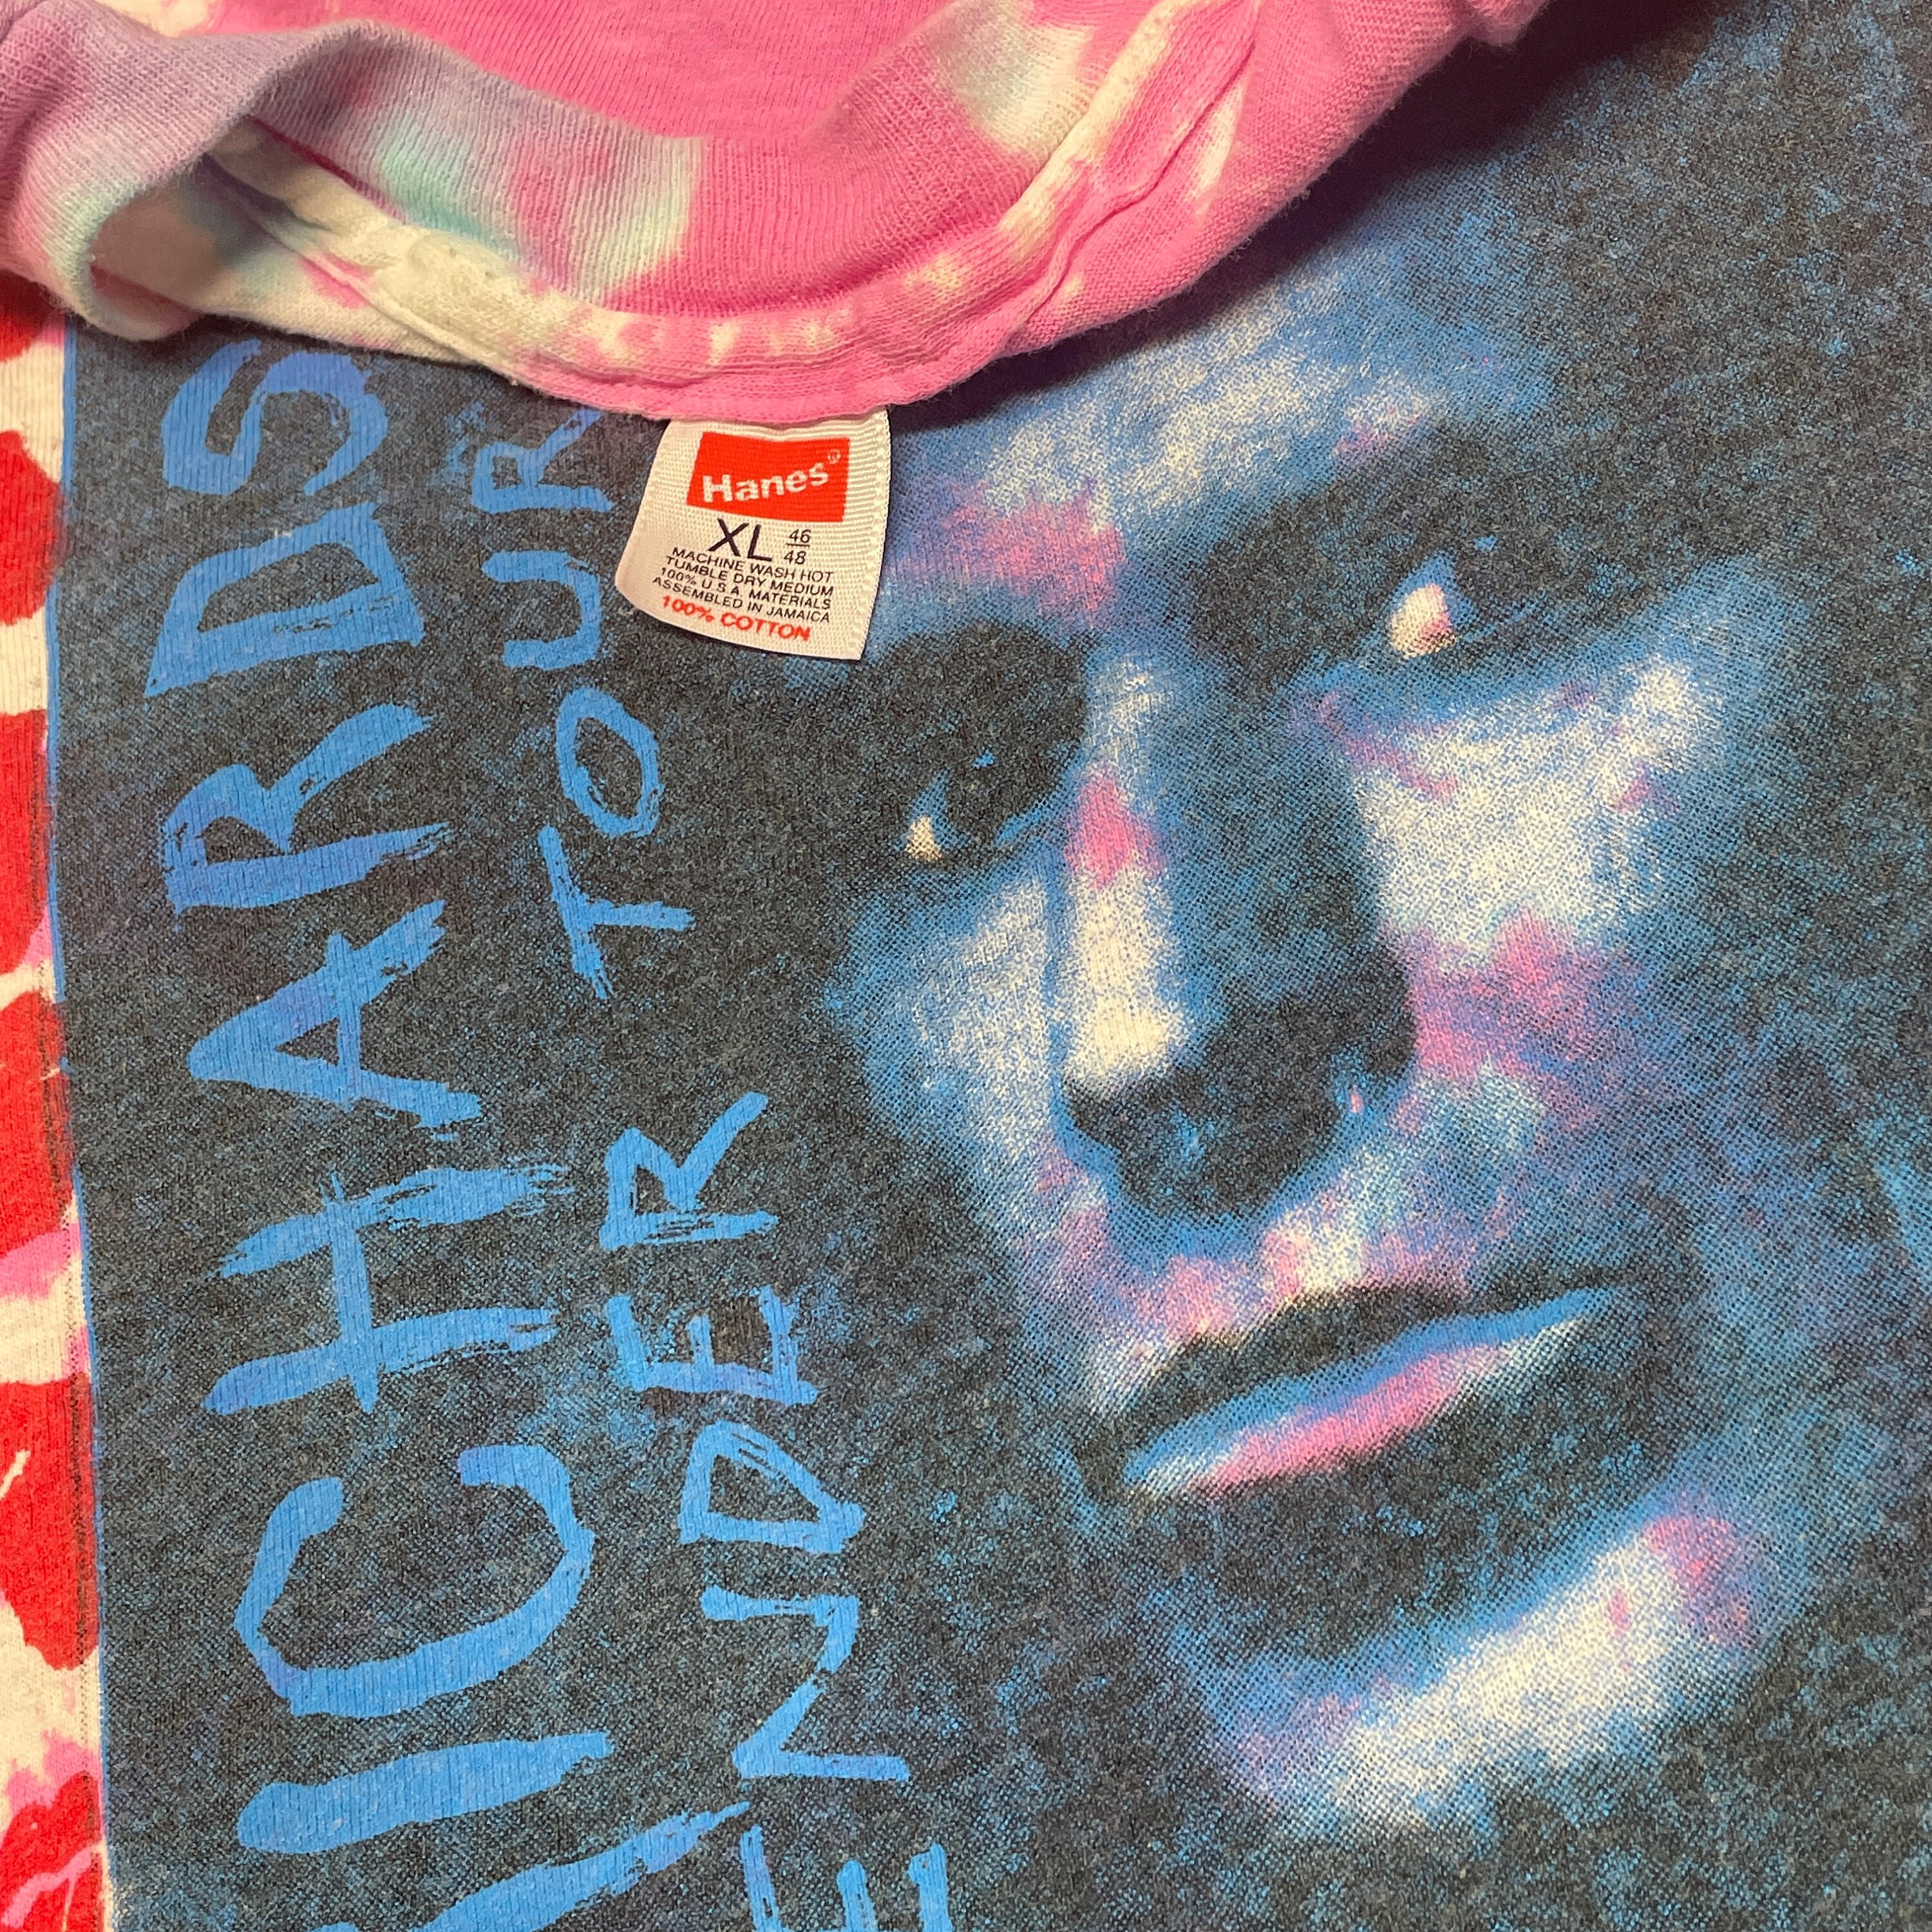 RICHARDS
ENDER TOUR
Hanes®
XL 46/48
MACHINE WASH HOT
TUMBLE DRY MEDIUM
100% U.S.A. MATERIALS
ASSEMBLED IN JAMAICA
100% COTTON